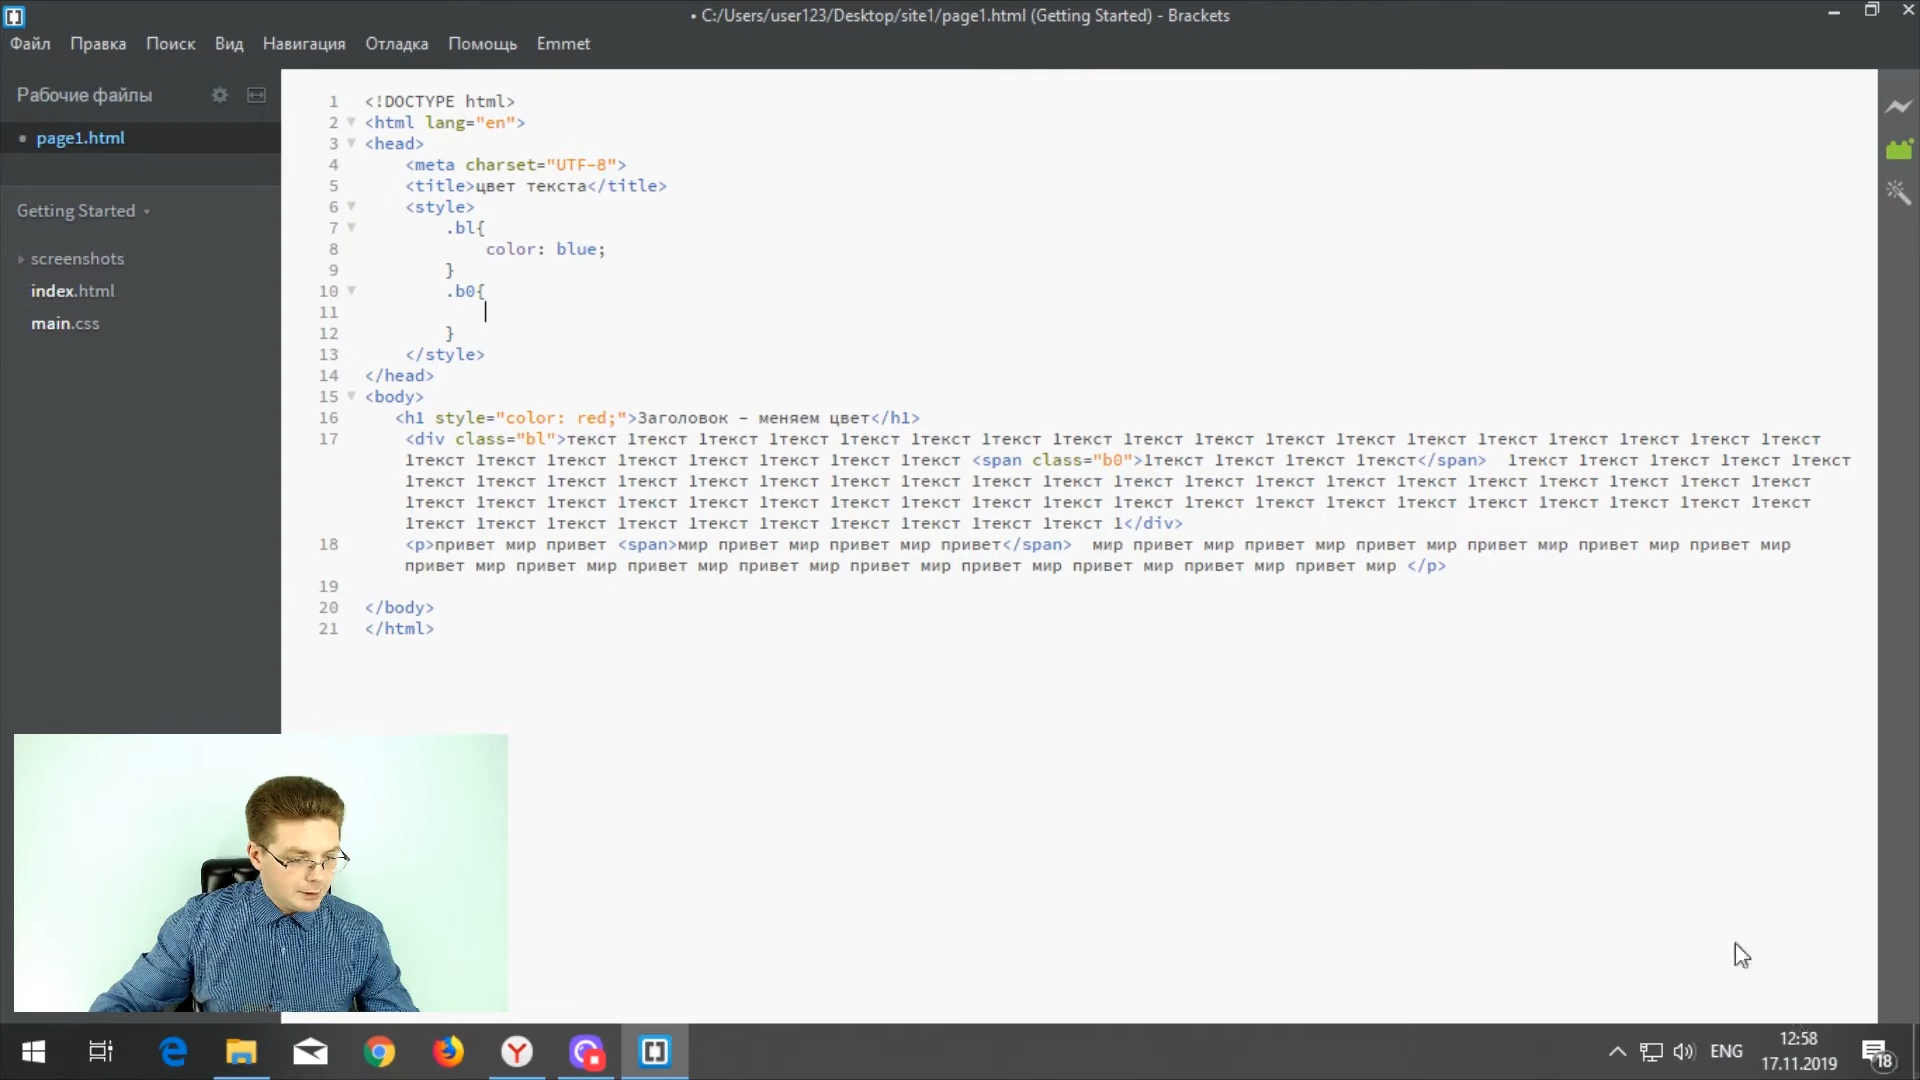 • C:/Users/user123/Desktop/site1/page1.html (Getting Started) - Brackets
Файл Правка Поиск Вид Навигация Отладка Помощь Emmet
Рабочие файлы
• page1.html
Getting Started
screenshots
index.html
main.css
1 <!DOCTYPE html>
2 <html lang="en">
3 <head>
4 <meta charset="UTF-8">
5 <title>цвет текста</title>
6 <style>
7 .bl{
8 color: blue;
9 }
10 .b0{
11
12 }
13 </style>
14 </head>
15 <body>
16 <h1 style="color: red;">Заголовок - меняем цвет</h1>
17 <div class="bl">текст 1текст 1текст 1текст 1текст 1текст 1текст 1текст 1текст 1текст 1текст 1текст 1текст 1текст 1текст 1текст 1текст 1текст
1текст 1текст 1текст 1текст 1текст 1текст 1текст 1текст <span class="b0">1текст 1текст 1текст 1текст</span>  1текст 1текст 1текст 1текст 1текст
1текст 1текст 1текст 1текст 1текст 1текст 1текст 1текст 1текст 1текст 1текст 1текст 1текст 1текст 1текст 1текст 1текст 1текст 1текст 1текст
1текст 1текст 1текст 1текст 1текст 1текст 1текст 1текст 1текст 1текст 1текст 1текст 1текст 1текст 1текст 1текст 1текст 1текст 1текст 1текст
1текст 1текст 1текст 1текст 1текст 1текст 1текст 1текст 1текст 1текст 1</div>
18 <p>привет мир привет <span>мир привет мир привет мир привет</span>  мир привет мир привет мир привет мир привет мир привет мир привет мир
привет мир привет мир привет мир привет мир привет мир привет мир привет мир привет мир привет мир </p>
19
20 </body>
21 </html>
ENG
12:58
17.11.2019
18